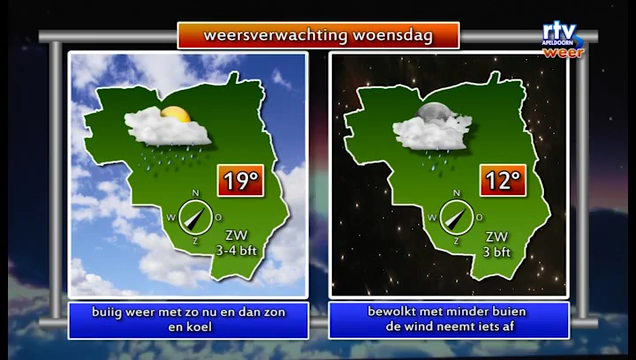 weersverwachting woensdag
rtv
APELDOORN
weer
19°
N
W O
Z
ZW
3-4 bft
buiig weer met zo nu en dan zon
en koel
12°
N
W O
Z
ZW
3 bft
bewolkt met minder buien
de wind neemt iets af